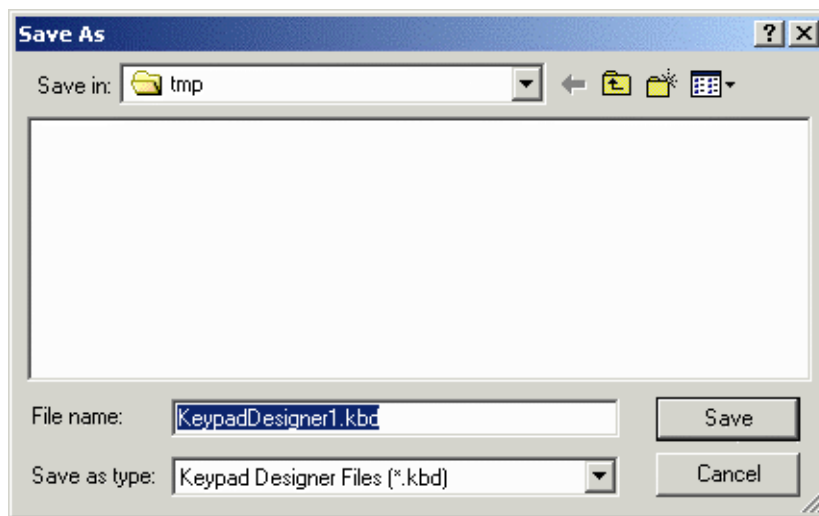 Save As
Save in: tmp
File name: KeypadDesigner1.kbd Save
Save as type: Keypad Designer Files (*.kbd) Cancel